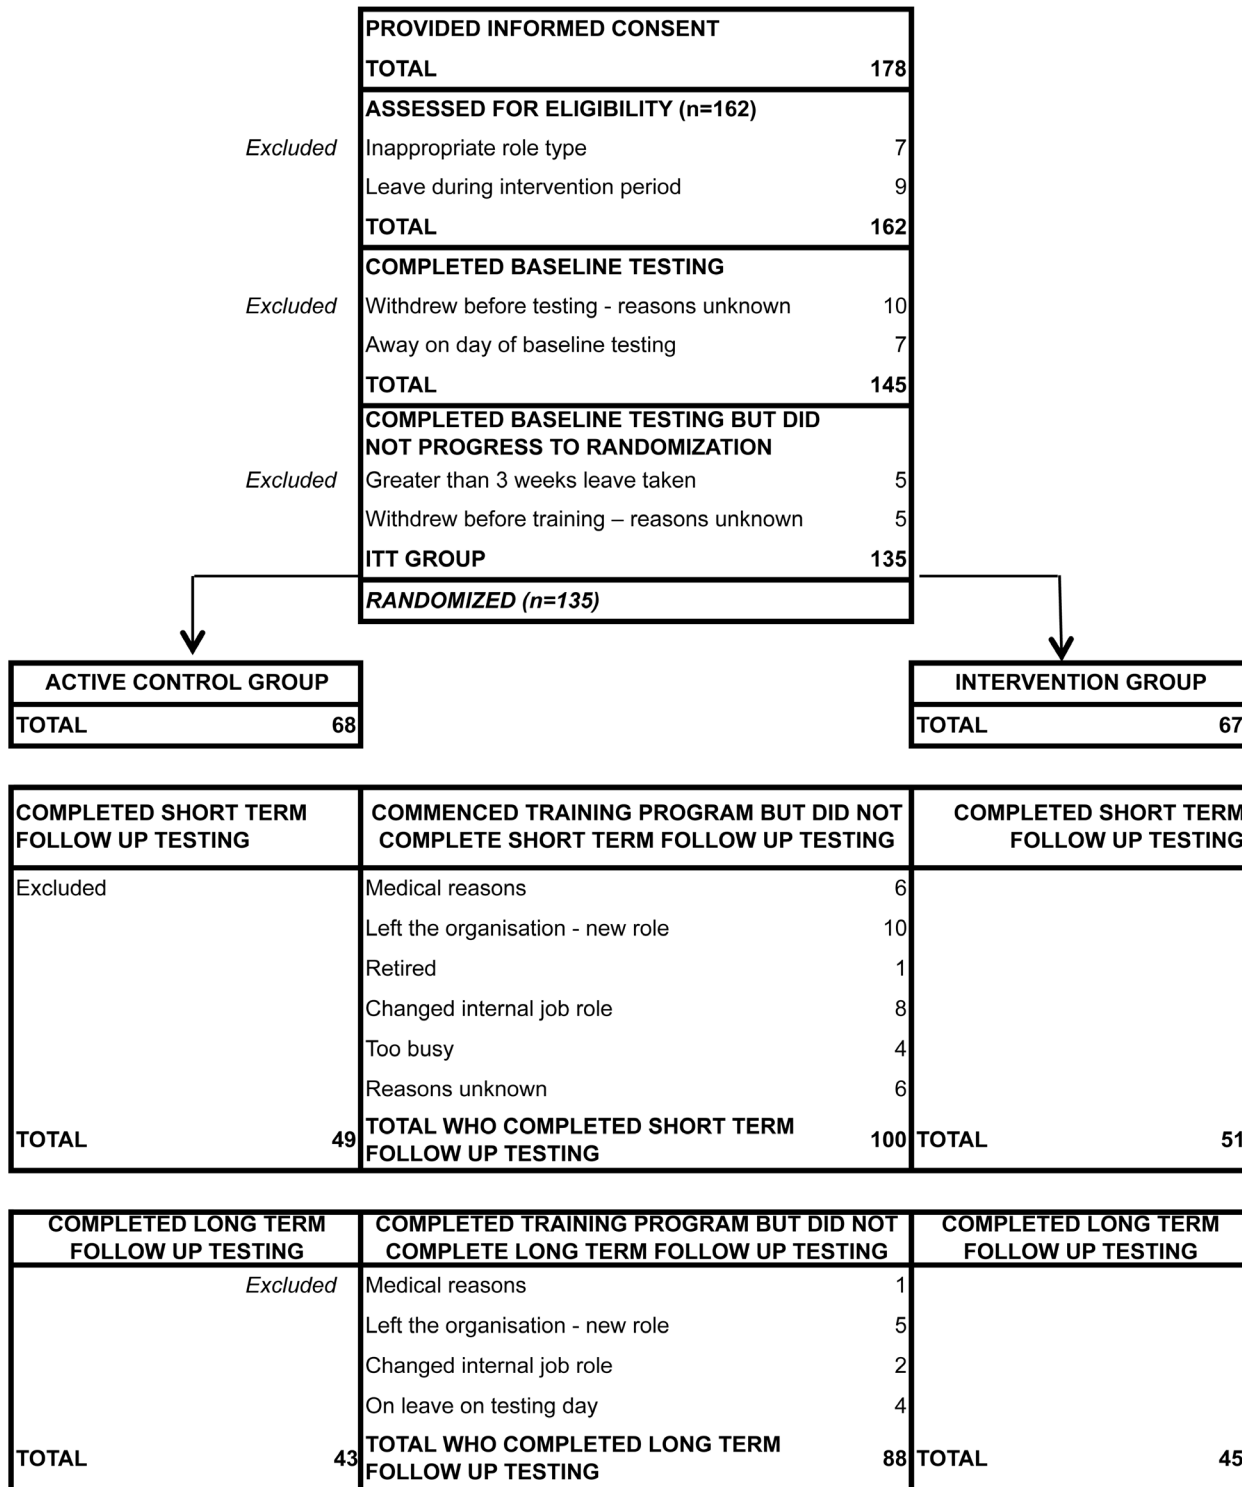 PROVIDED INFORMED CONSENT
TOTAL 178
ASSESSED FOR ELIGIBILITY (n=162)
Excluded Inappropriate role type 7
Leave during intervention period 9
TOTAL 162
COMPLETED BASELINE TESTING
Excluded Withdrew before testing - reasons unknown 10
Away on day of baseline testing 7
TOTAL 145
COMPLETED BASELINE TESTING BUT DID
NOT PROGRESS TO RANDOMIZATION
Excluded Greater than 3 weeks leave taken 5
Withdrew before training – reasons unknown 5
ITT GROUP 135
RANDOMIZED (n=135)
ACTIVE CONTROL GROUP
TOTAL 68
INTERVENTION GROUP
TOTAL 67
COMPLETED SHORT TERM
FOLLOW UP TESTING
COMMENCED TRAINING PROGRAM BUT DID NOT
COMPLETE SHORT TERM FOLLOW UP TESTING
COMPLETED SHORT TERM
FOLLOW UP TESTING
Excluded Medical reasons 6
Left the organisation - new role 10
Retired 1
Changed internal job role 8
Too busy 4
Reasons unknown 6
TOTAL 49
TOTAL WHO COMPLETED SHORT TERM
FOLLOW UP TESTING 100
TOTAL 51
COMPLETED LONG TERM
FOLLOW UP TESTING
COMPLETED TRAINING PROGRAM BUT DID NOT
COMPLETE LONG TERM FOLLOW UP TESTING
COMPLETED LONG TERM
FOLLOW UP TESTING
Excluded Medical reasons 1
Left the organisation - new role 5
Changed internal job role 2
On leave on testing day 4
TOTAL 43
TOTAL WHO COMPLETED LONG TERM
FOLLOW UP TESTING 88
TOTAL 45